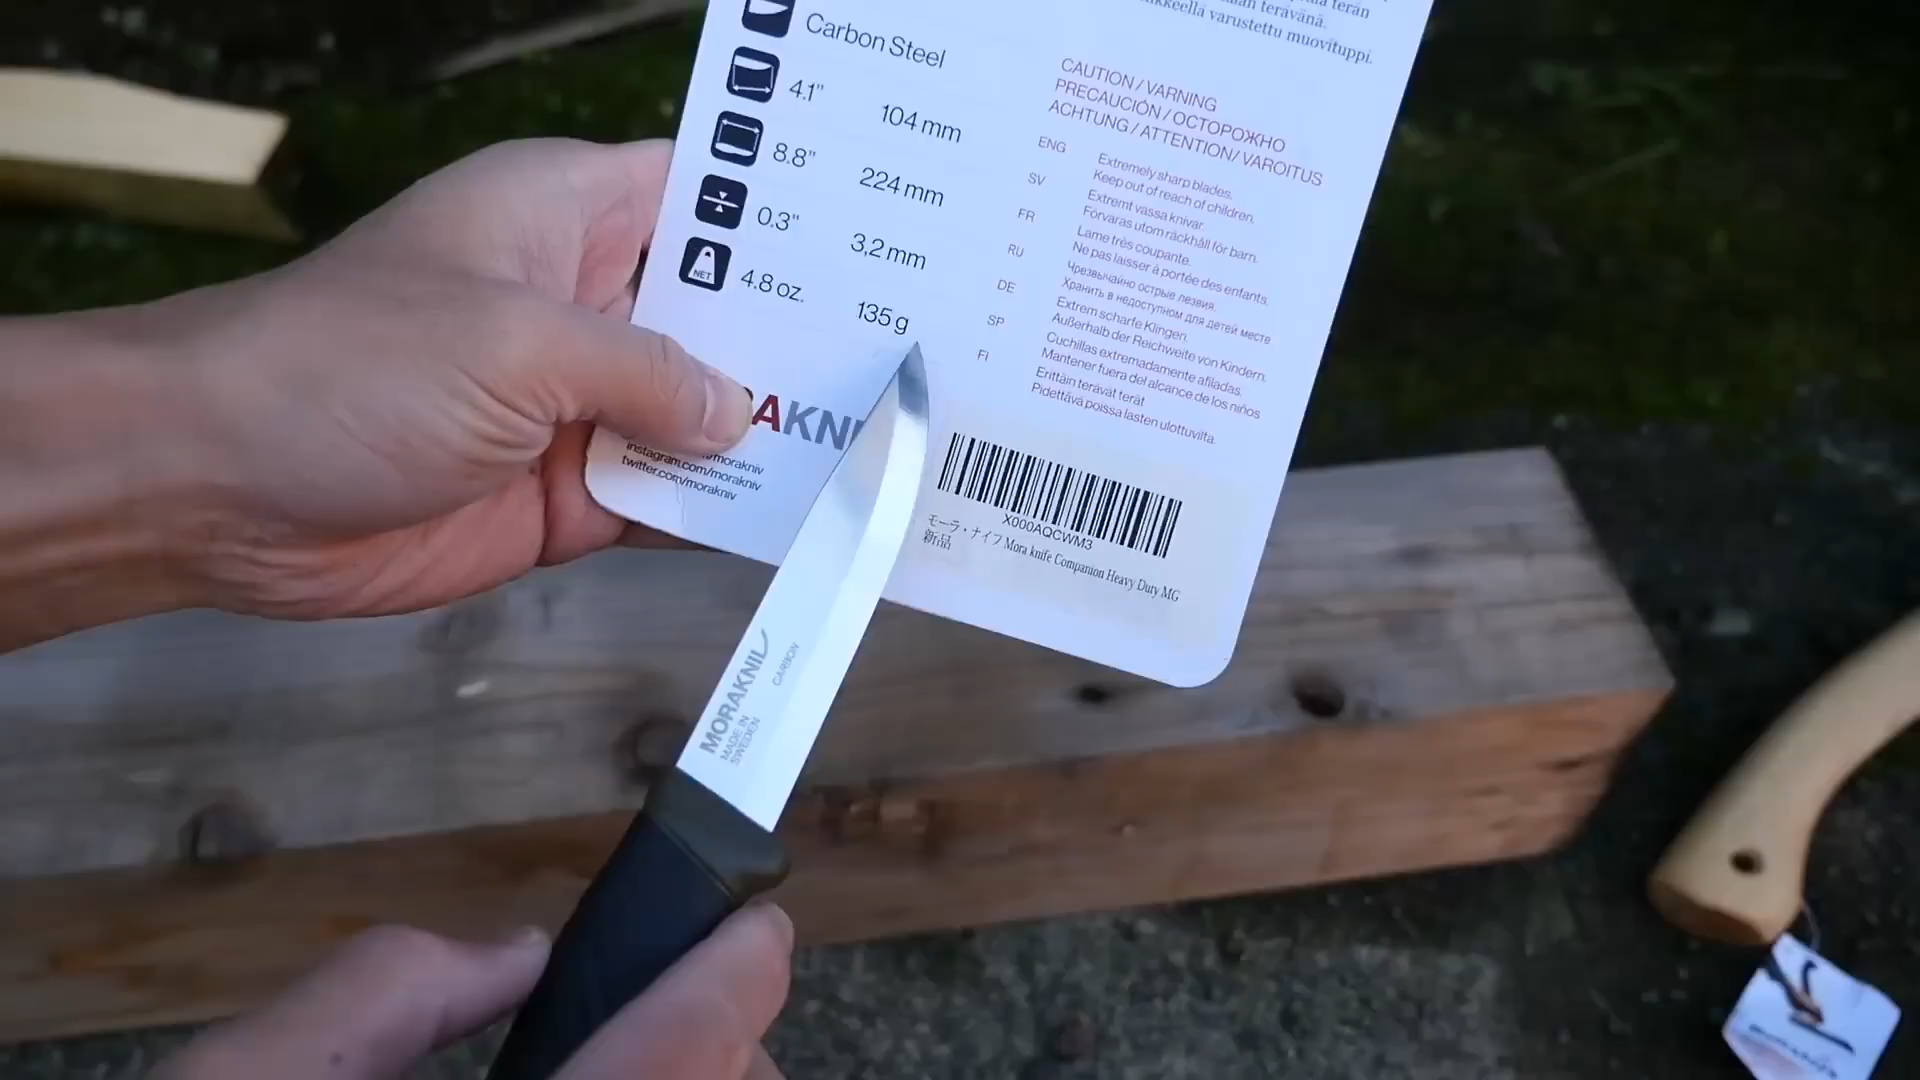 terän
terävänä.
varustettu muovituppi.
Carbon Steel
4.1" 104 mm
8.8" 224 mm
0.3" 3,2 mm
NET 4.8 oz. 135 g
CAUTION / VARNING
PRECAUCIÓN / ОСТОРОЖНО
ACHTUNG / ATTENTION / VAROITUS
ENG
Extremely sharp blades.
Keep out of reach of children.
SV
Extremt vassa knivar.
Förvaras utom räckhåll för barn.
FR
Lame très coupante.
Ne pas laisser à portée des enfants.
RU
Чрезвычайно острые лезвия.
Хранить в недоступном для детей месте
DE
Extrem scharfe Klingen.
Außerhalb der Reichweite von Kindern.
SP
Cuchillas extremadamente afiladas.
Mantener fuera del alcance de los niños
FI
Erittäin terävät terät
Pidettävä poissa lasten ulottuvilta.
AKNI
/morakniv
instagram.com/morakniv
twitter.com/morakniv
X000AQCWM3
モーラ・ナイフ Mora knife Companion Heavy Duty MG
新品
MORAKNIV
CARBON
MADE IN
SWEDEN